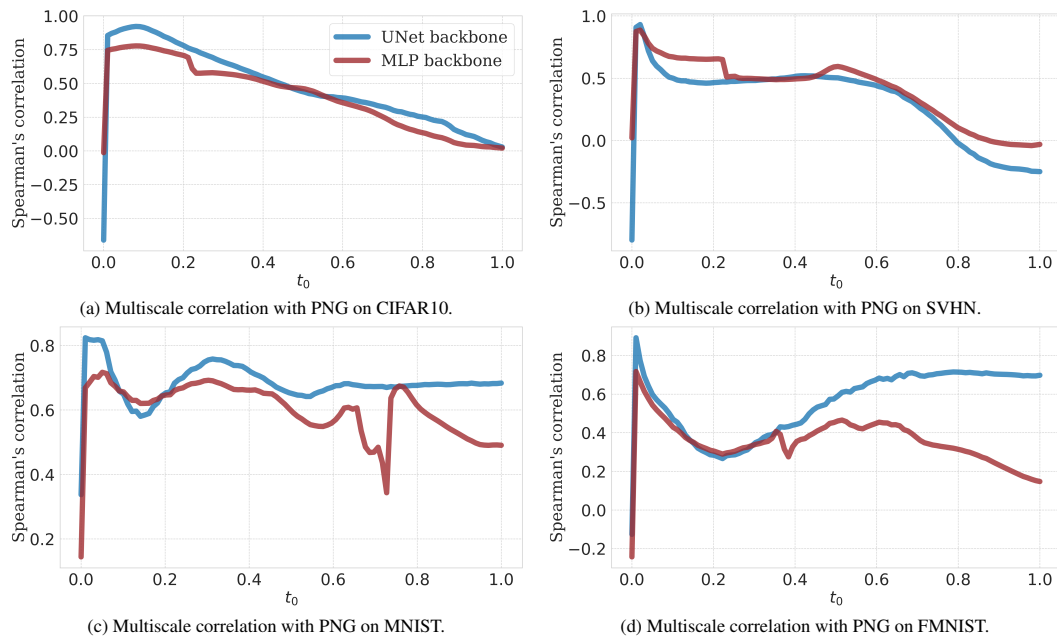 1.00
0.75
0.50
0.25
0.00
−0.25
−0.50
Spearman's correlation
UNet backbone
MLP backbone
0.0 0.2 0.4 0.6 0.8 1.0
t₀
(a) Multiscale correlation with PNG on CIFAR10.
1.0
0.5
0.0
−0.5
Spearman's correlation
0.0 0.2 0.4 0.6 0.8 1.0
t₀
(b) Multiscale correlation with PNG on SVHN.
0.8
0.6
0.4
0.2
Spearman's correlation
0.0 0.2 0.4 0.6 0.8 1.0
t₀
(c) Multiscale correlation with PNG on MNIST.
0.8
0.6
0.4
0.2
0.0
−0.2
Spearman's correlation
0.0 0.2 0.4 0.6 0.8 1.0
t₀
(d) Multiscale correlation with PNG on FMNIST.